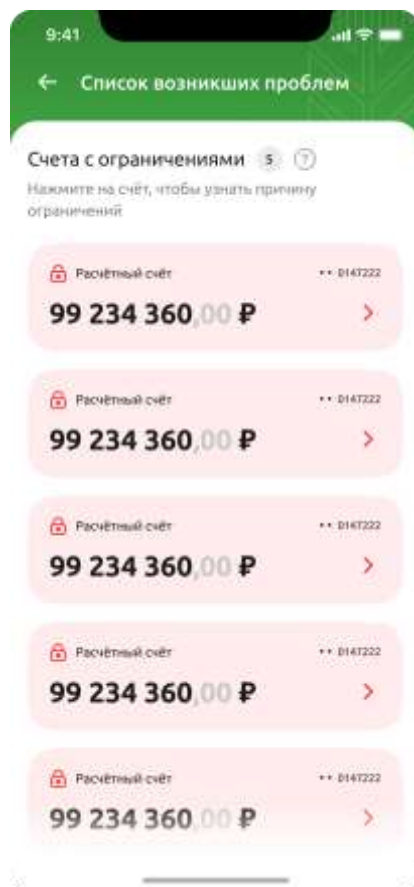 9:41
Список возникших проблем
Счета с ограничениями 5 ?
Нажмите на счёт, чтобы узнать причину
ограничений
Расчётный счёт •• 0147222
99 234 360,00 ₽
Расчётный счёт •• 0147222
99 234 360,00 ₽
Расчётный счёт •• 0147222
99 234 360,00 ₽
Расчётный счёт •• 0147222
99 234 360,00 ₽
Расчётный счёт •• 0147222
99 234 360,00 ₽